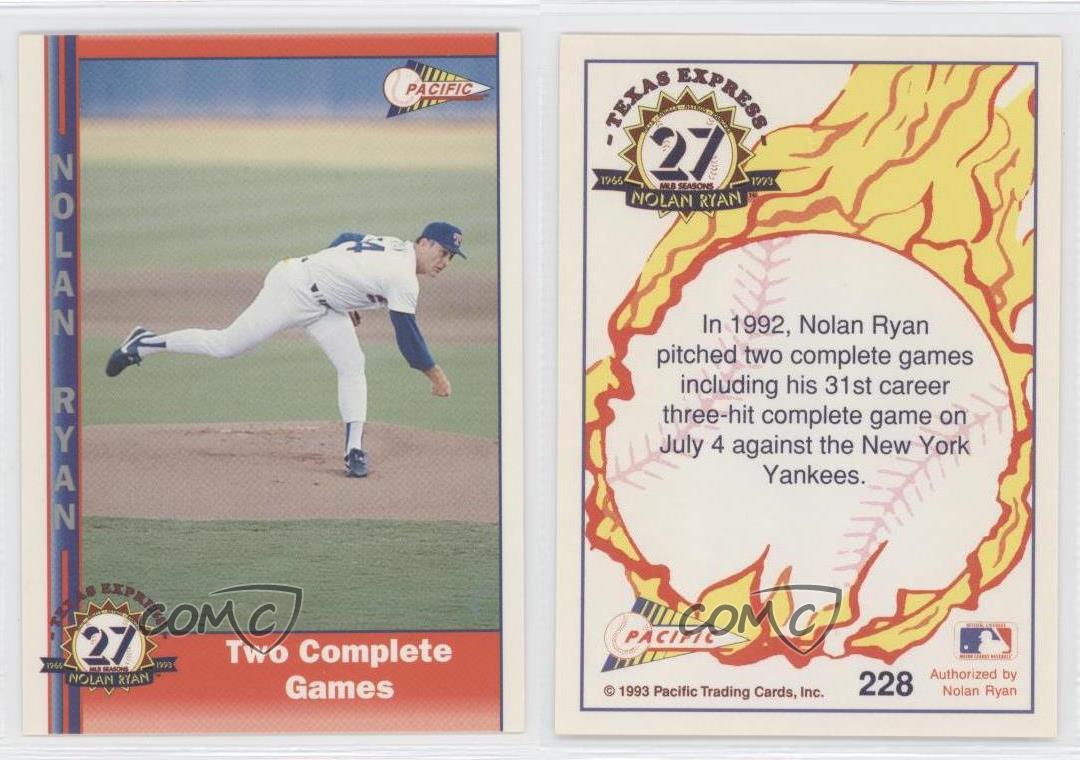 PACIFIC
NOLAN RYAN
TEXAS EXPRESS
27
MLB SEASONS
1966 1993
NOLAN RYAN
COMC
Two Complete
Games
TEXAS EXPRESS
27
MLB SEASONS
1966 1993
NOLAN RYAN
In 1992, Nolan Ryan
pitched two complete games
including his 31st career
three-hit complete game on
July 4 against the New York
Yankees.
COMC
PACIFIC
© 1993 Pacific Trading Cards, Inc.
228
Authorized by
Nolan Ryan